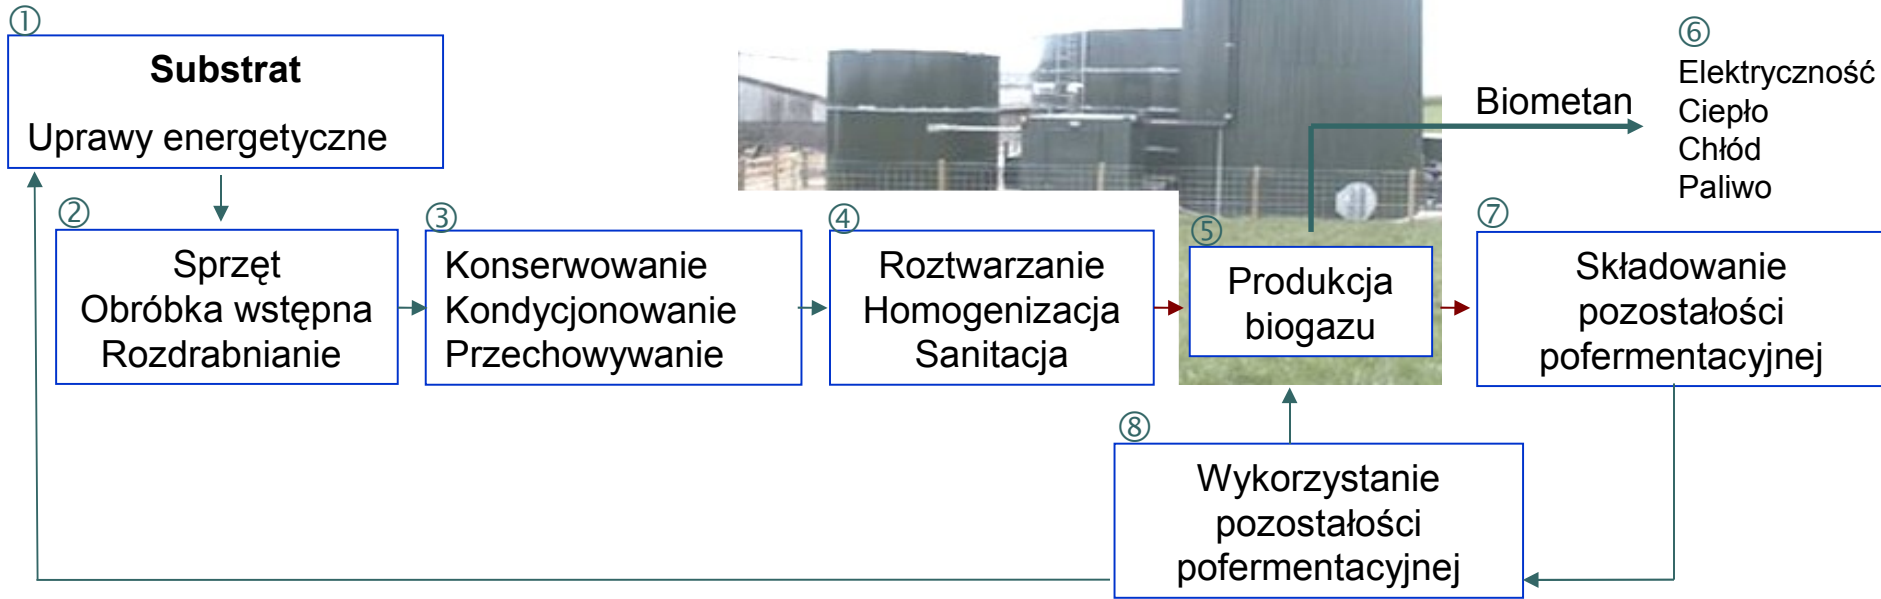 ①
Substrat
Uprawy energetyczne
②
Sprzęt
Obróbka wstępna
Rozdrabnianie
③
Konserwowanie
Kondycjonowanie
Przechowywanie
④
Roztwarzanie
Homogenizacja
Sanitacja
⑤
Produkcja
biogazu
Biometan
⑥
Elektryczność
Ciepło
Chłód
Paliwo
⑦
Składowanie
pozostałości
pofermentacyjnej
⑧
Wykorzystanie
pozostałości
pofermentacyjnej